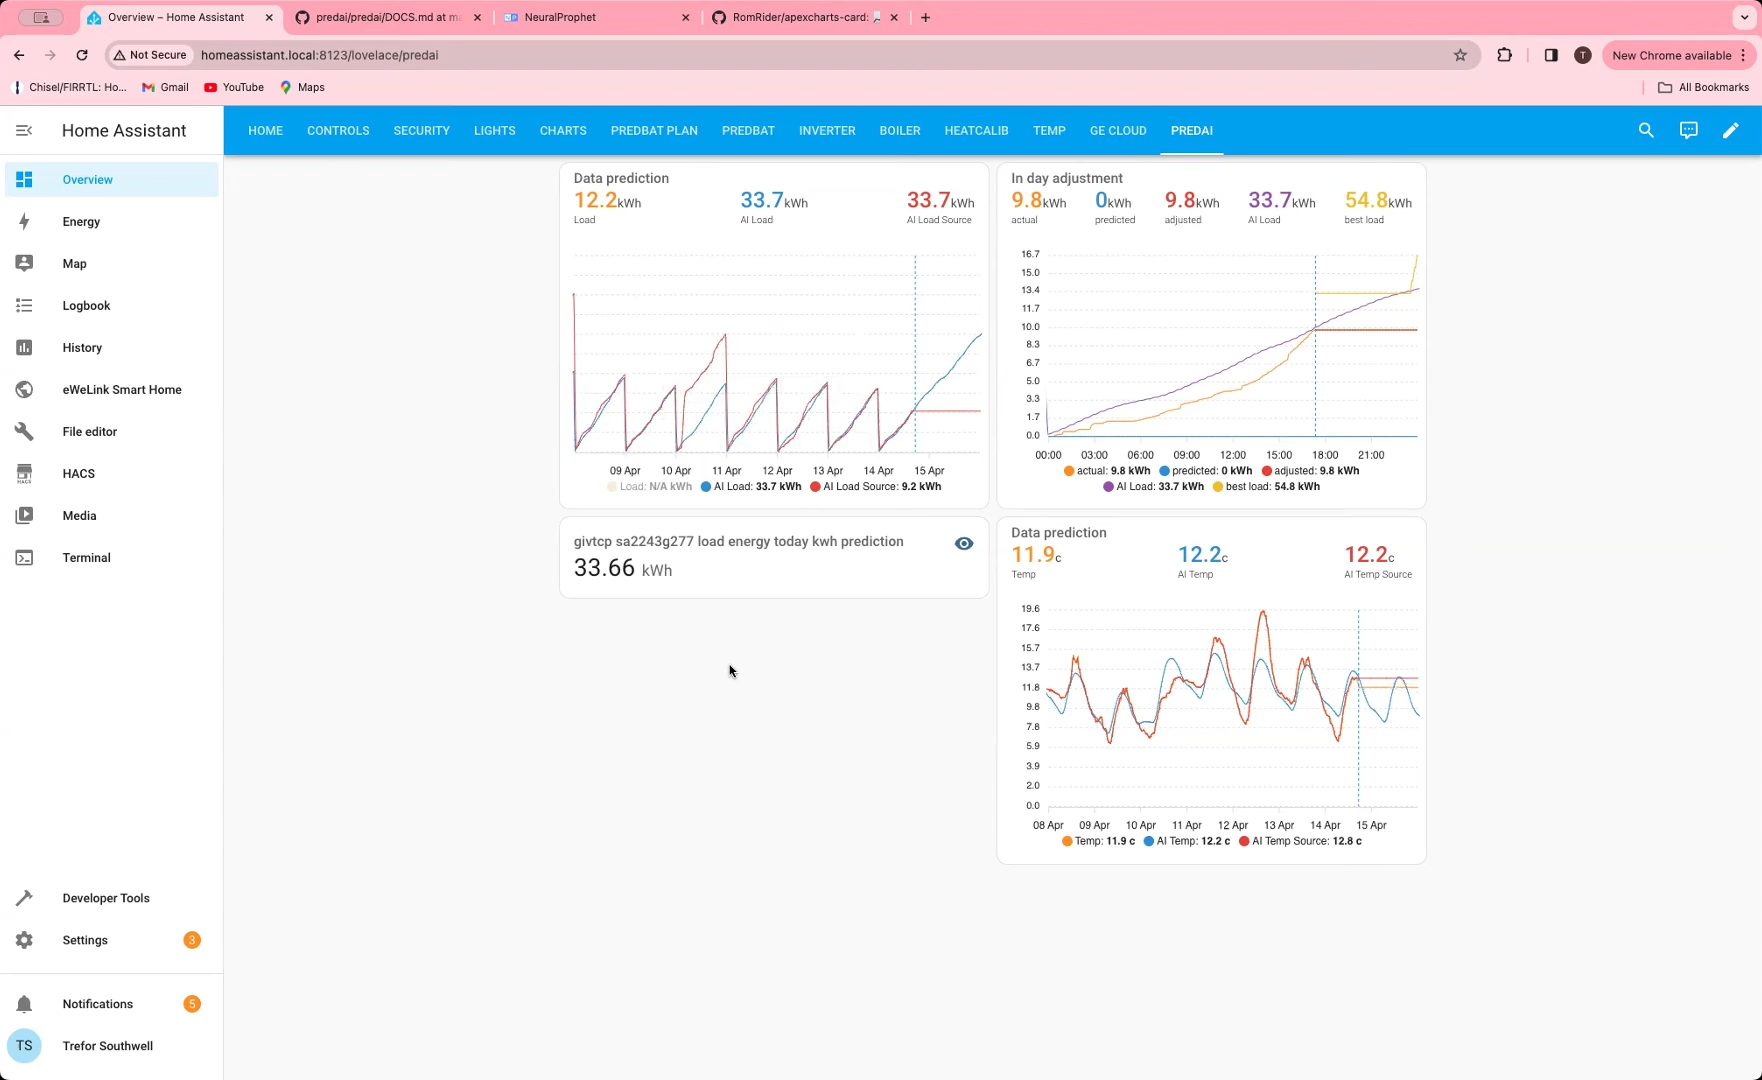 Overview – Home Assistant
predai/predai/DOCS.md at m
NeuralProphet
RomRider/apexcharts-card:
Not Secure
homeassistant.local:8123/lovelace/predai
T
New Chrome available
Chisel/FIRRTL: Ho...
Gmail
YouTube
Maps
All Bookmarks
Home Assistant
HOME
CONTROLS
SECURITY
LIGHTS
CHARTS
PREDBAT PLAN
PREDBAT
INVERTER
BOILER
HEATCALIB
TEMP
GE CLOUD
PREDAI
Overview
Energy
Map
Logbook
History
eWeLink Smart Home
File editor
HACS
HACS
Media
Terminal
Developer Tools
Settings
3
Notifications
5
TS
Trefor Southwell
Data prediction
12.2kWh
Load
33.7kWh
AI Load
33.7kWh
AI Load Source
09 Apr 10 Apr 11 Apr 12 Apr 13 Apr 14 Apr 15 Apr
Load: N/A kWh AI Load: 33.7 kWh AI Load Source: 9.2 kWh
In day adjustment
9.8kWh
actual
0kWh
predicted
9.8kWh
adjusted
33.7kWh
AI Load
54.8kWh
best load
16.7
15.0
13.4
11.7
10.0
8.3
6.7
5.0
3.3
1.7
0.0
00:00 03:00 06:00 09:00 12:00 15:00 18:00 21:00
actual: 9.8 kWh predicted: 0 kWh adjusted: 9.8 kWh
AI Load: 33.7 kWh best load: 54.8 kWh
givtcp sa2243g277 load energy today kwh prediction
33.66 kWh
Data prediction
11.9c
Temp
12.2c
AI Temp
12.2c
AI Temp Source
19.6
17.6
15.7
13.7
11.8
9.8
7.8
5.9
3.9
2.0
0.0
08 Apr 09 Apr 10 Apr 11 Apr 12 Apr 13 Apr 14 Apr 15 Apr
Temp: 11.9 c AI Temp: 12.2 c AI Temp Source: 12.8 c